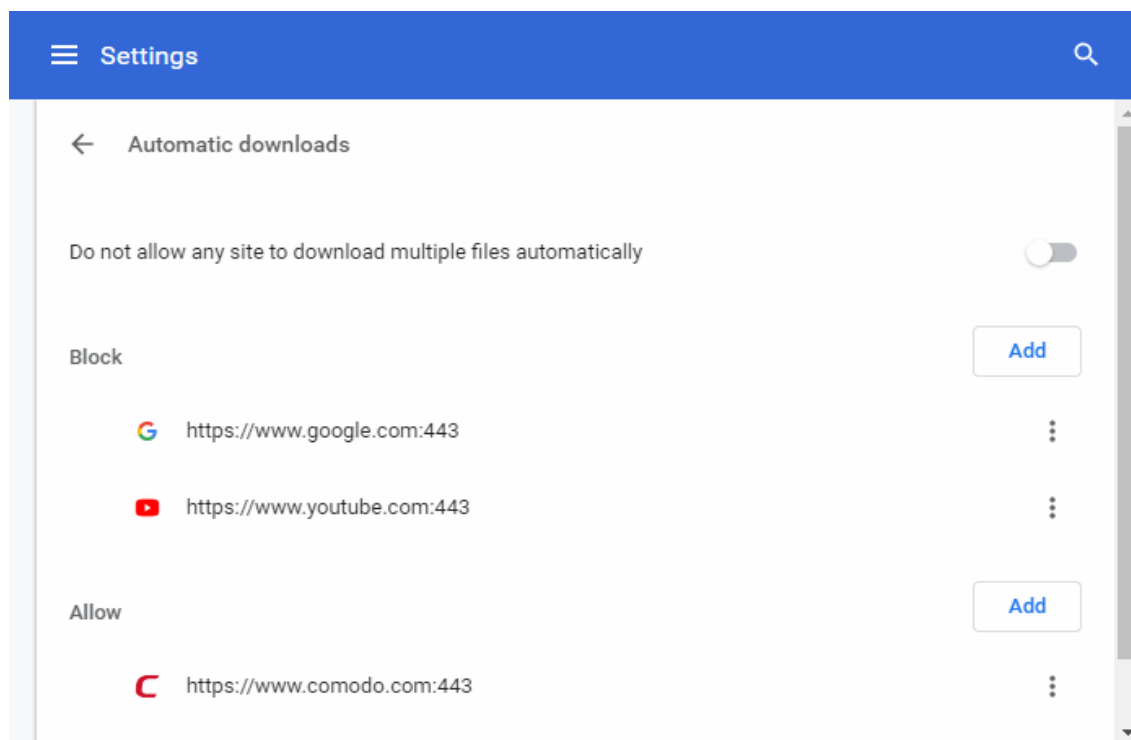 Settings
Automatic downloads
Do not allow any site to download multiple files automatically
Block
Add
https://www.google.com:443
https://www.youtube.com:443
Allow
Add
https://www.comodo.com:443